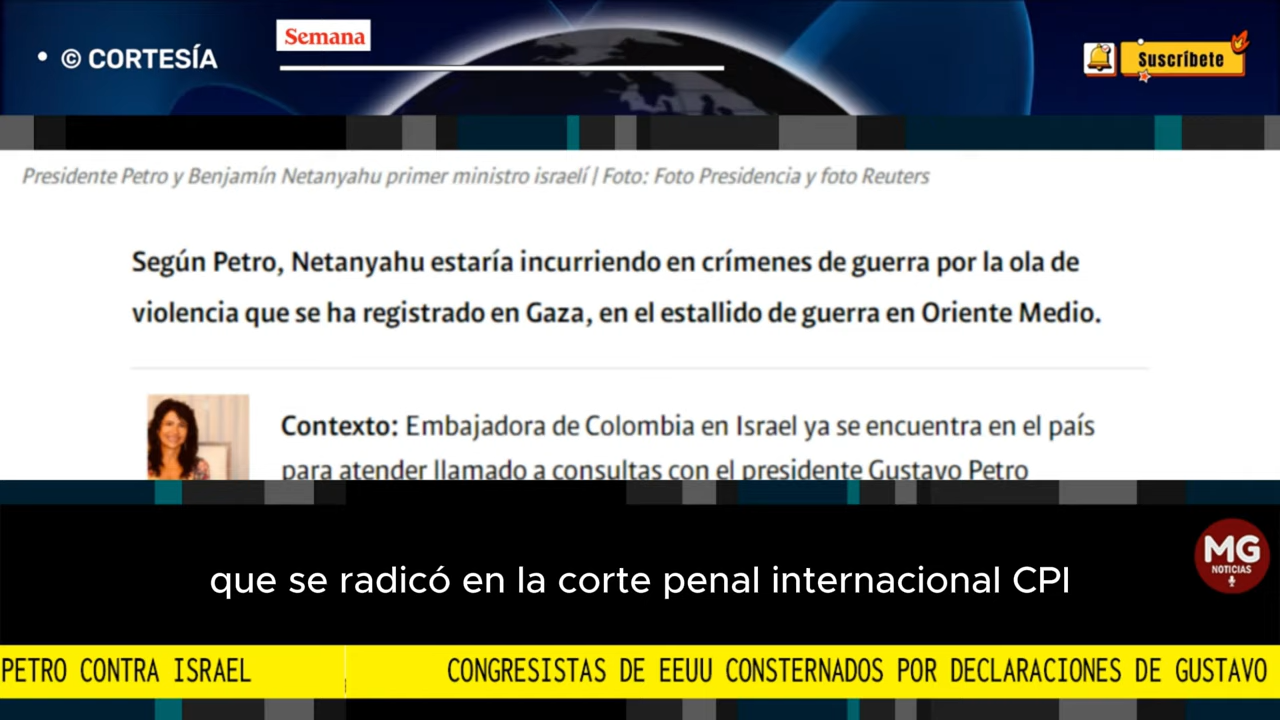 • © CORTESÍA
Semana
Suscríbete
Presidente Petro y Benjamín Netanyahu primer ministro israelí | Foto: Foto Presidencia y foto Reuters
Según Petro, Netanyahu estaría incurriendo en crímenes de guerra por la ola de
violencia que se ha registrado en Gaza, en el estallido de guerra en Oriente Medio.
Contexto: Embajadora de Colombia en Israel ya se encuentra en el país
para atender llamado a consultas con el presidente Gustavo Petro
MG
NOTICIAS
que se radicó en la corte penal internacional CPI
PETRO CONTRA ISRAEL
CONGRESISTAS DE EEUU CONSTERNADOS POR DECLARACIONES DE GUSTAVO